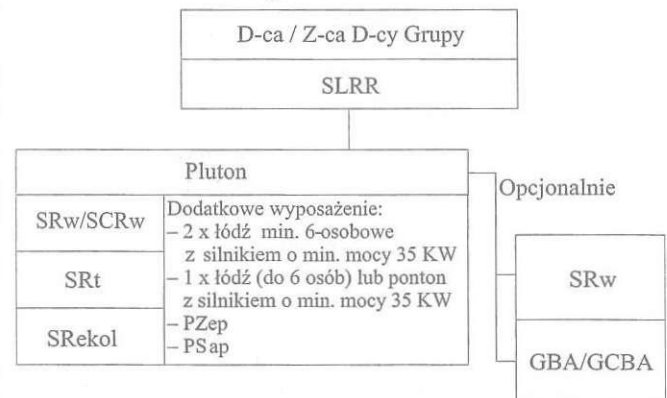 D-ca / Z-ca D-cy Grupy
SLRR
Pluton
SRw/SCRw
SRt
SRekol
Dodatkowe wyposażenie:
– 2 x łódź min. 6-osobowe
z silnikiem o min. mocy 35 KW
– 1 x łódź (do 6 osób) lub ponton
z silnikiem o min. mocy 35 KW
– PZep
– PSap
Opcjonalnie
SRw
GBA/GCBA